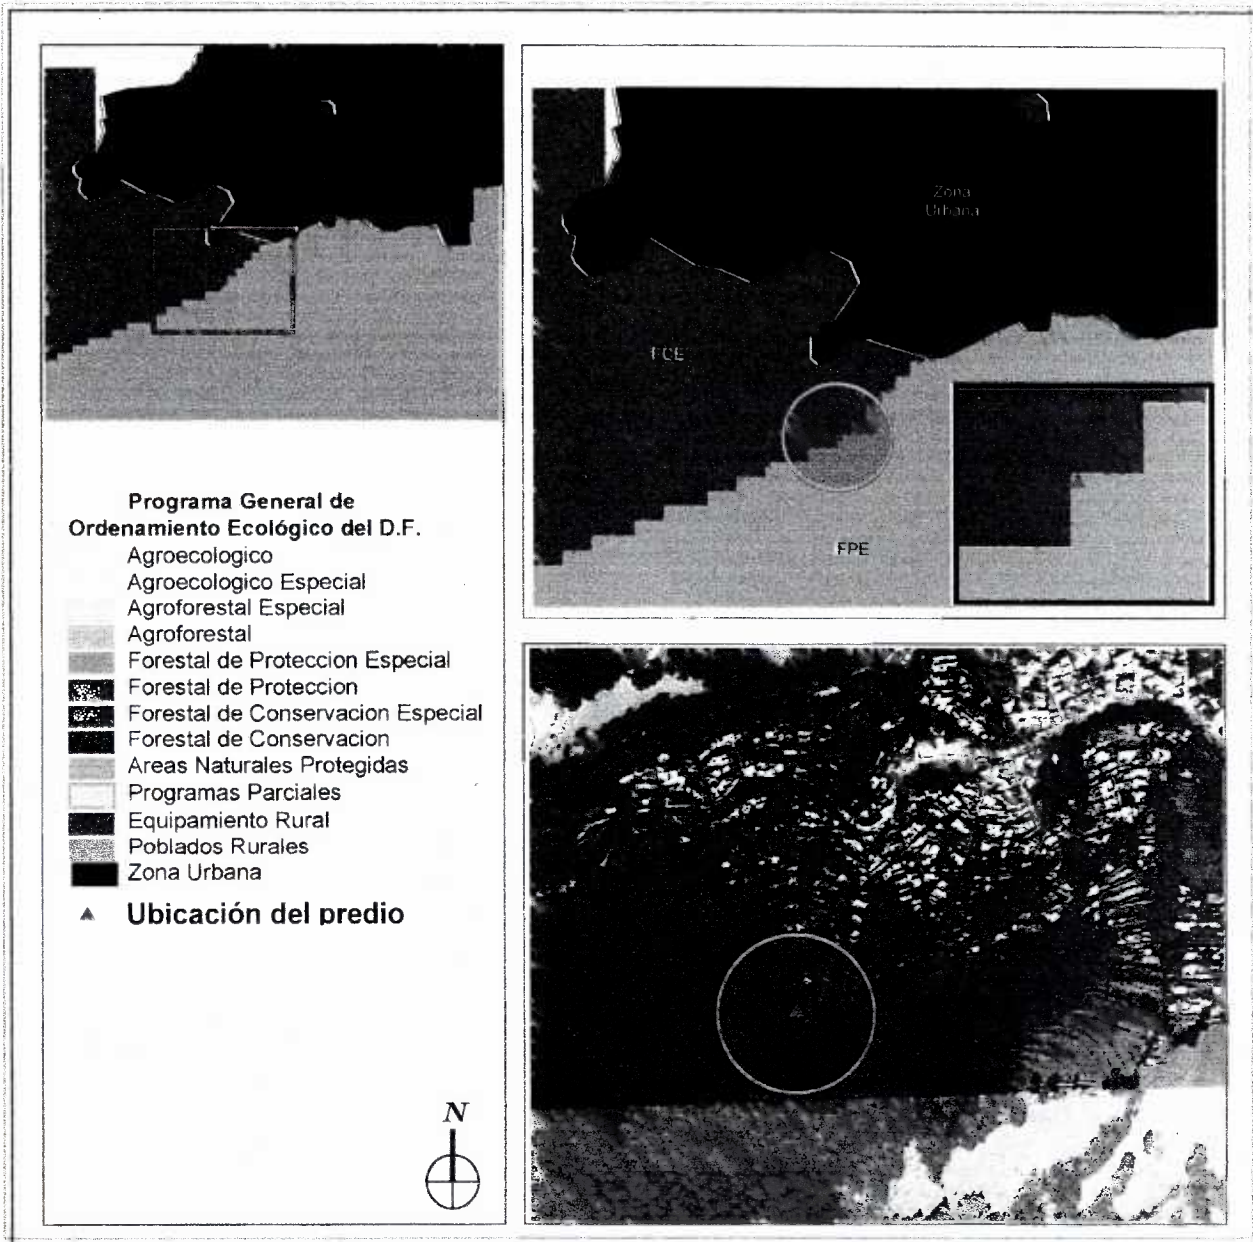 Programa General de
Ordenamiento Ecológico del D.F.
Agroecologico
Agroecologico Especial
Agroforestal Especial
Agroforestal
Forestal de Proteccion Especial
Forestal de Proteccion
Forestal de Conservacion Especial
Forestal de Conservacion
Areas Naturales Protegidas
Programas Parciales
Equipamiento Rural
Poblados Rurales
Zona Urbana
Ubicación del predio
N
Zona
Urbana
FCE
FPE